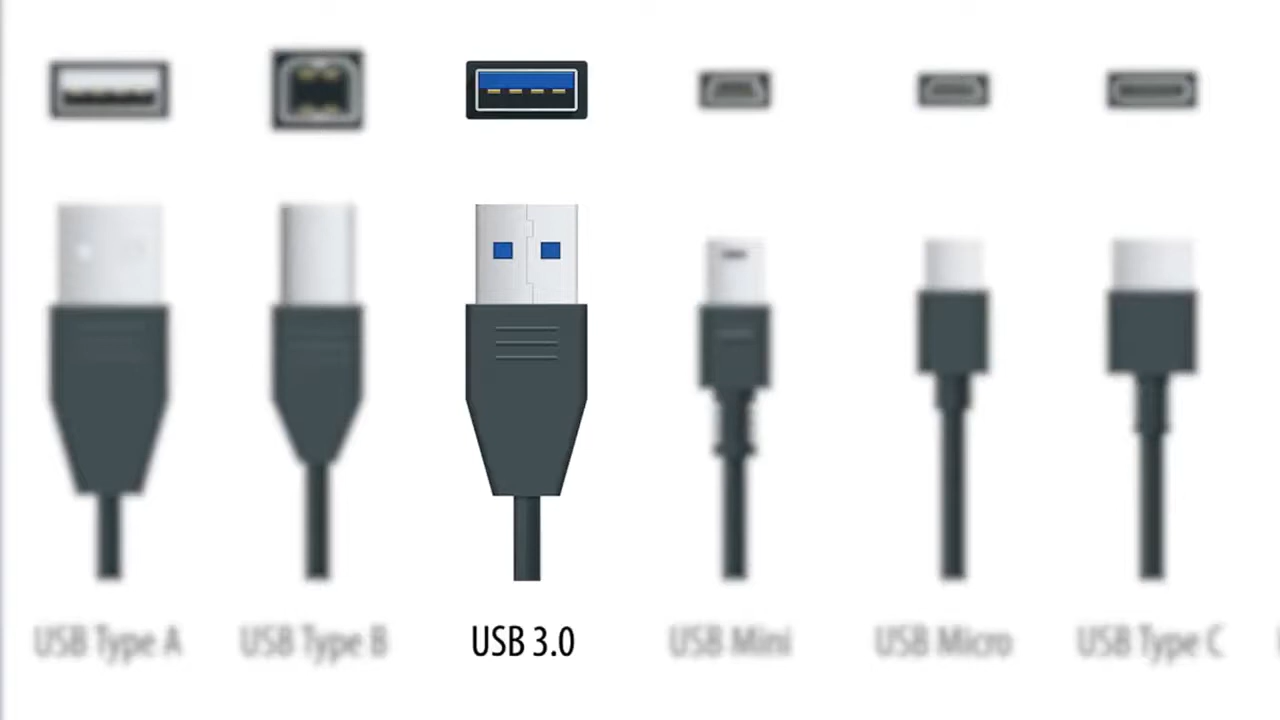 USB Type A
USB Type B
USB 3.0
USB Mini
USB Micro
USB Type C